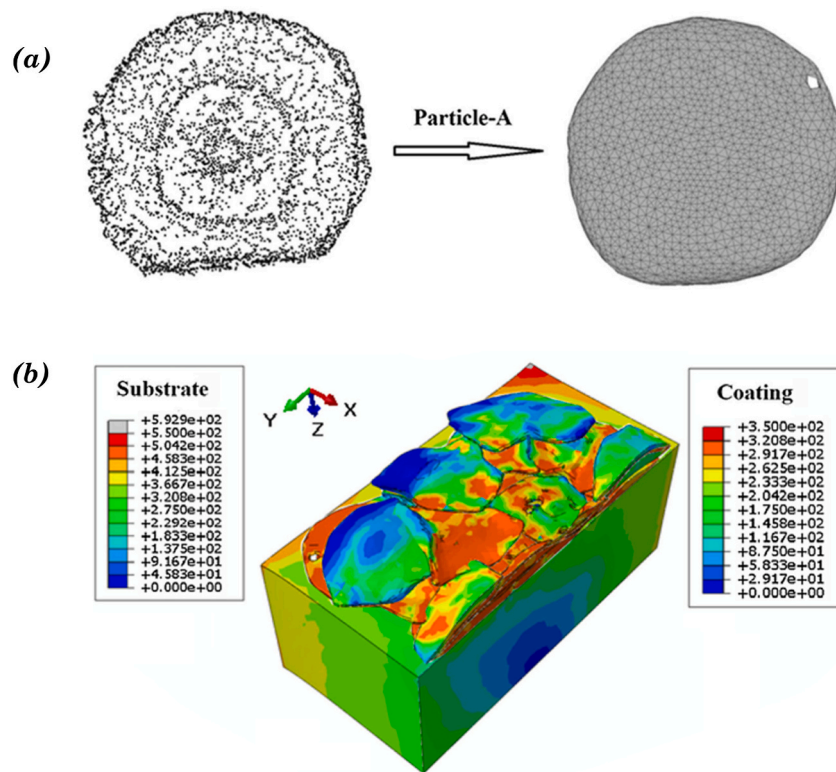 (a)
Particle-A
(b)
Substrate
+5.929e+02
+5.500e+02
+5.042e+02
+4.583e+02
+4.125e+02
+3.667e+02
+3.208e+02
+2.750e+02
+2.292e+02
+1.833e+02
+1.375e+02
+9.167e+01
+4.583e+01
+0.000e+00
Y
Z
X
Coating
+3.500e+02
+3.208e+02
+2.917e+02
+2.625e+02
+2.333e+02
+2.042e+02
+1.750e+02
+1.458e+02
+1.167e+02
+8.750e+01
+5.833e+01
+2.917e+01
+0.000e+00